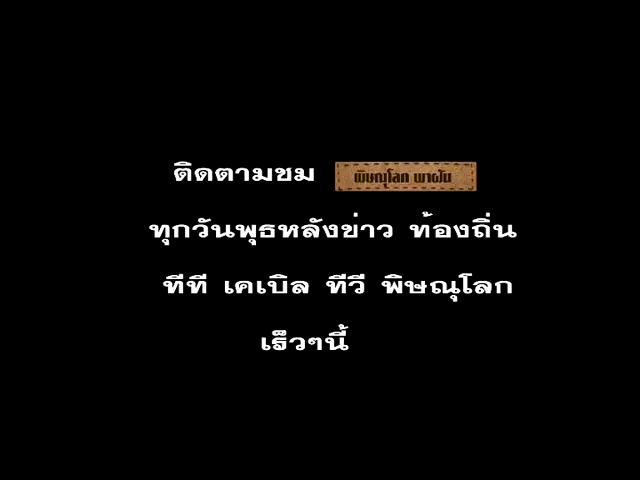 ติดตามชม พิษณุโลก พาฝัน
ทุกวันพุธหลังข่าว ท้องถิ่น
ทีที เคเบิล ทีวี พิษณุโลก
เร็วๆนี้